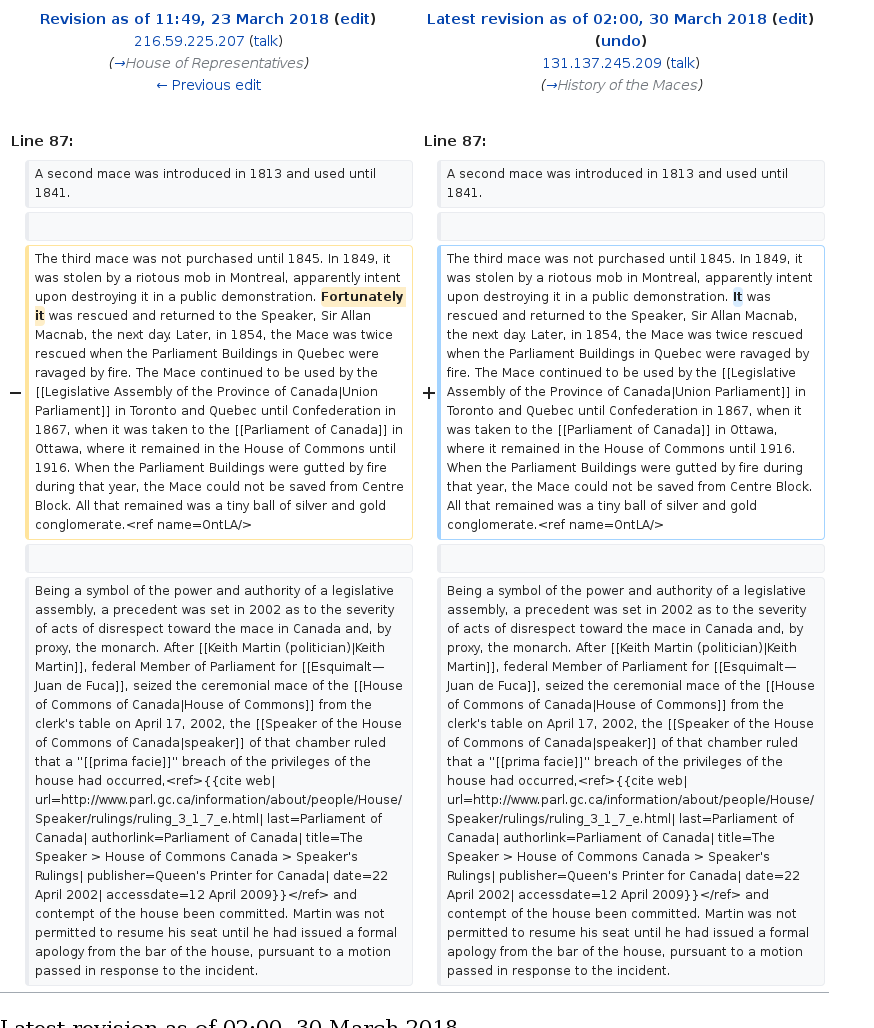 Revision as of 11:49, 23 March 2018 (edit)
216.59.225.207 (talk)
(→House of Representatives)
← Previous edit
Latest revision as of 02:00, 30 March 2018 (edit)
(undo)
131.137.245.209 (talk)
(→History of the Maces)
Line 87:
Line 87:
A second mace was introduced in 1813 and used until
1841.
A second mace was introduced in 1813 and used until
1841.
−
The third mace was not purchased until 1845. In 1849, it
was stolen by a riotous mob in Montreal, apparently intent
upon destroying it in a public demonstration. Fortunately
it was rescued and returned to the Speaker, Sir Allan
Macnab, the next day. Later, in 1854, the Mace was twice
rescued when the Parliament Buildings in Quebec were
ravaged by fire. The Mace continued to be used by the
[[Legislative Assembly of the Province of Canada|Union
Parliament]] in Toronto and Quebec until Confederation in
1867, when it was taken to the [[Parliament of Canada]] in
Ottawa, where it remained in the House of Commons until
1916. When the Parliament Buildings were gutted by fire
during that year, the Mace could not be saved from Centre
Block. All that remained was a tiny ball of silver and gold
conglomerate.<ref name=OntLA/>
+
The third mace was not purchased until 1845. In 1849, it
was stolen by a riotous mob in Montreal, apparently intent
upon destroying it in a public demonstration. It was
rescued and returned to the Speaker, Sir Allan Macnab,
the next day. Later, in 1854, the Mace was twice rescued
when the Parliament Buildings in Quebec were ravaged by
fire. The Mace continued to be used by the [[Legislative
Assembly of the Province of Canada|Union Parliament]] in
Toronto and Quebec until Confederation in 1867, when it
was taken to the [[Parliament of Canada]] in Ottawa,
where it remained in the House of Commons until 1916.
When the Parliament Buildings were gutted by fire during
that year, the Mace could not be saved from Centre Block.
All that remained was a tiny ball of silver and gold
conglomerate.<ref name=OntLA/>
Being a symbol of the power and authority of a legislative
assembly, a precedent was set in 2002 as to the severity
of acts of disrespect toward the mace in Canada and, by
proxy, the monarch. After [[Keith Martin (politician)|Keith
Martin]], federal Member of Parliament for [[Esquimalt—
Juan de Fuca]], seized the ceremonial mace of the [[House
of Commons of Canada|House of Commons]] from the
clerk's table on April 17, 2002, the [[Speaker of the House
of Commons of Canada|speaker]] of that chamber ruled
that a ''[[prima facie]]'' breach of the privileges of the
house had occurred,<ref>{{cite web|
url=http://www.parl.gc.ca/information/about/people/House/
Speaker/rulings/ruling_3_1_7_e.html| last=Parliament of
Canada| authorlink=Parliament of Canada| title=The
Speaker > House of Commons Canada > Speaker's
Rulings| publisher=Queen's Printer for Canada| date=22
April 2002| accessdate=12 April 2009}}</ref> and
contempt of the house been committed. Martin was not
permitted to resume his seat until he had issued a formal
apology from the bar of the house, pursuant to a motion
passed in response to the incident.
Being a symbol of the power and authority of a legislative
assembly, a precedent was set in 2002 as to the severity
of acts of disrespect toward the mace in Canada and, by
proxy, the monarch. After [[Keith Martin (politician)|Keith
Martin]], federal Member of Parliament for [[Esquimalt—
Juan de Fuca]], seized the ceremonial mace of the [[House
of Commons of Canada|House of Commons]] from the
clerk's table on April 17, 2002, the [[Speaker of the House
of Commons of Canada|speaker]] of that chamber ruled
that a ''[[prima facie]]'' breach of the privileges of the
house had occurred,<ref>{{cite web|
url=http://www.parl.gc.ca/information/about/people/House/
Speaker/rulings/ruling_3_1_7_e.html| last=Parliament of
Canada| authorlink=Parliament of Canada| title=The
Speaker > House of Commons Canada > Speaker's
Rulings| publisher=Queen's Printer for Canada| date=22
April 2002| accessdate=12 April 2009}}</ref> and
contempt of the house been committed. Martin was not
permitted to resume his seat until he had issued a formal
apology from the bar of the house, pursuant to a motion
passed in response to the incident.
Latest revision as of 02:00, 30 March 2018